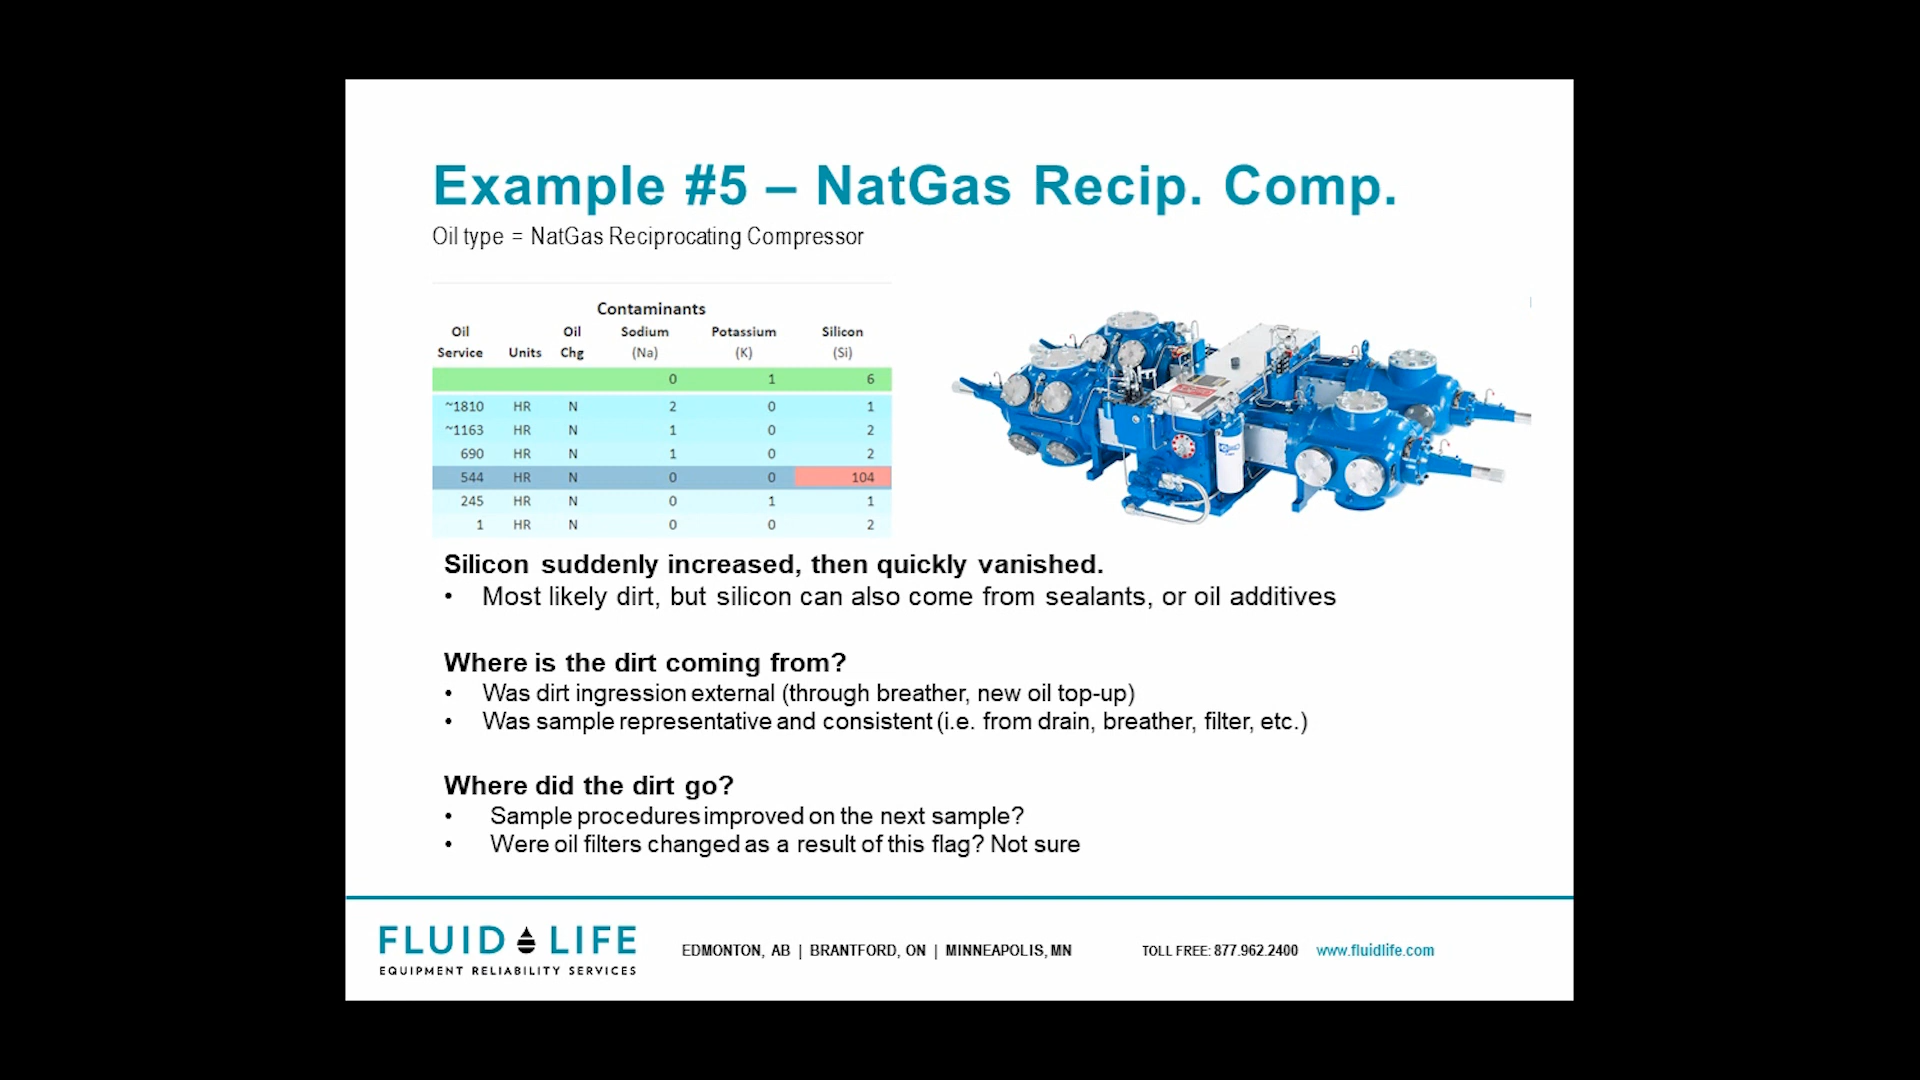 Example #5 – NatGas Recip. Comp.
Oil type = NatGas Reciprocating Compressor
Contaminants
Oil Oil Sodium Potassium Silicon
Service Units Chg (Na) (K) (Si)
0 1 6
~1810 HR N 2 0 1
~1163 HR N 1 0 2
690 HR N 1 0 2
544 HR N 0 0 104
245 HR N 0 1 1
1 HR N 0 0 2
Silicon suddenly increased, then quickly vanished.
• Most likely dirt, but silicon can also come from sealants, or oil additives
Where is the dirt coming from?
• Was dirt ingression external (through breather, new oil top-up)
• Was sample representative and consistent (i.e. from drain, breather, filter, etc.)
Where did the dirt go?
• Sample procedures improved on the next sample?
• Were oil filters changed as a result of this flag? Not sure
FLUID LIFE
EQUIPMENT RELIABILITY SERVICES
EDMONTON, AB | BRANTFORD, ON | MINNEAPOLIS, MN
TOLL FREE: 877.962.2400 www.fluidlife.com